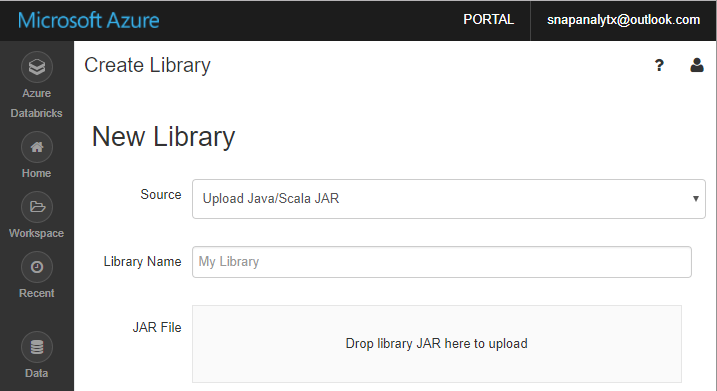 Microsoft Azure
PORTAL
snapanalytx@outlook.com
Azure
Databricks
Home
Workspace
Recent
Data
Create Library
?
New Library
Source
Upload Java/Scala JAR
Library Name
My Library
JAR File
Drop library JAR here to upload